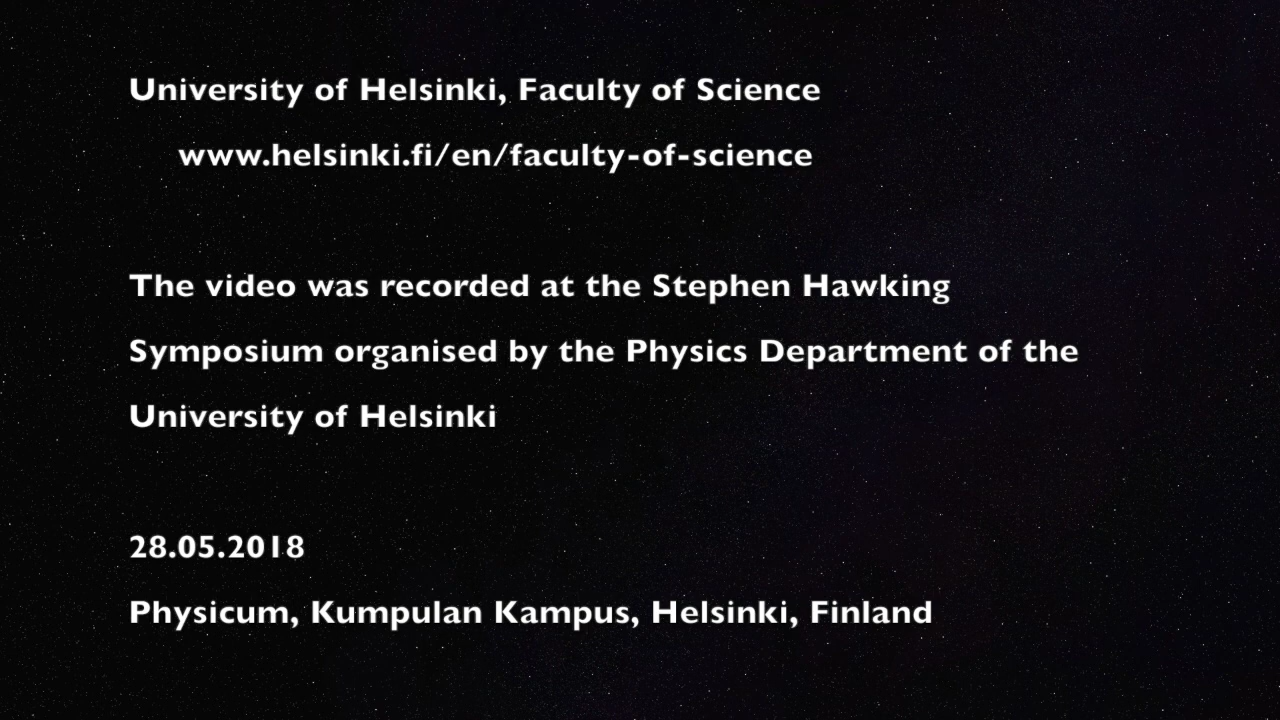 University of Helsinki, Faculty of Science
www.helsinki.fi/en/faculty-of-science
The video was recorded at the Stephen Hawking
Symposium organised by the Physics Department of the
University of Helsinki
28.05.2018
Physicum, Kumpulan Kampus, Helsinki, Finland